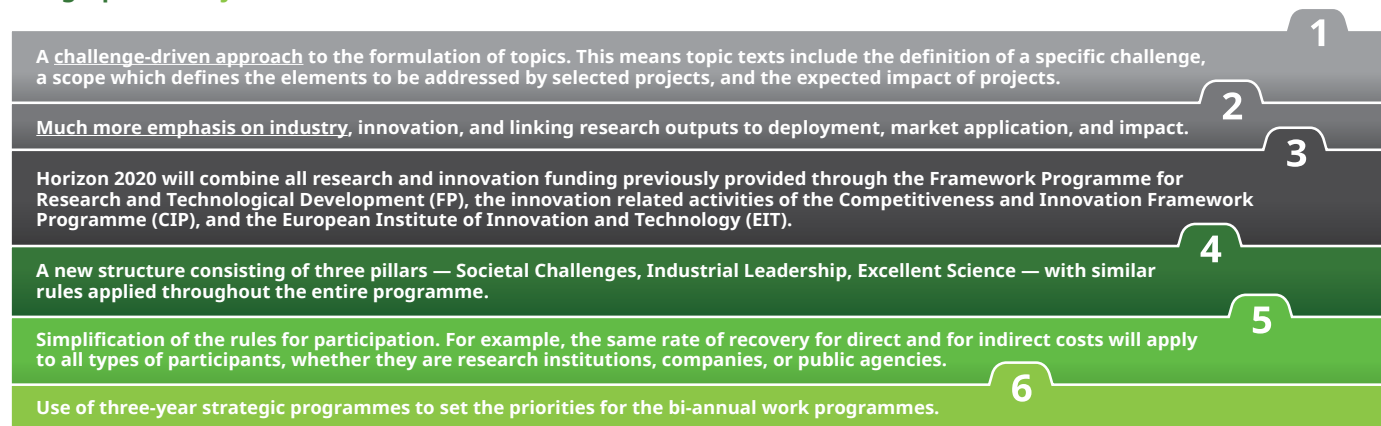 1
A challenge-driven approach to the formulation of topics. This means topic texts include the definition of a specific challenge,
a scope which defines the elements to be addressed by selected projects, and the expected impact of projects.
2
Much more emphasis on industry, innovation, and linking research outputs to deployment, market application, and impact.
3
Horizon 2020 will combine all research and innovation funding previously provided through the Framework Programme for
Research and Technological Development (FP), the innovation related activities of the Competitiveness and Innovation Framework
Programme (CIP), and the European Institute of Innovation and Technology (EIT).
4
A new structure consisting of three pillars — Societal Challenges, Industrial Leadership, Excellent Science — with similar
rules applied throughout the entire programme.
5
Simplification of the rules for participation. For example, the same rate of recovery for direct and for indirect costs will apply
to all types of participants, whether they are research institutions, companies, or public agencies.
6
Use of three-year strategic programmes to set the priorities for the bi-annual work programmes.